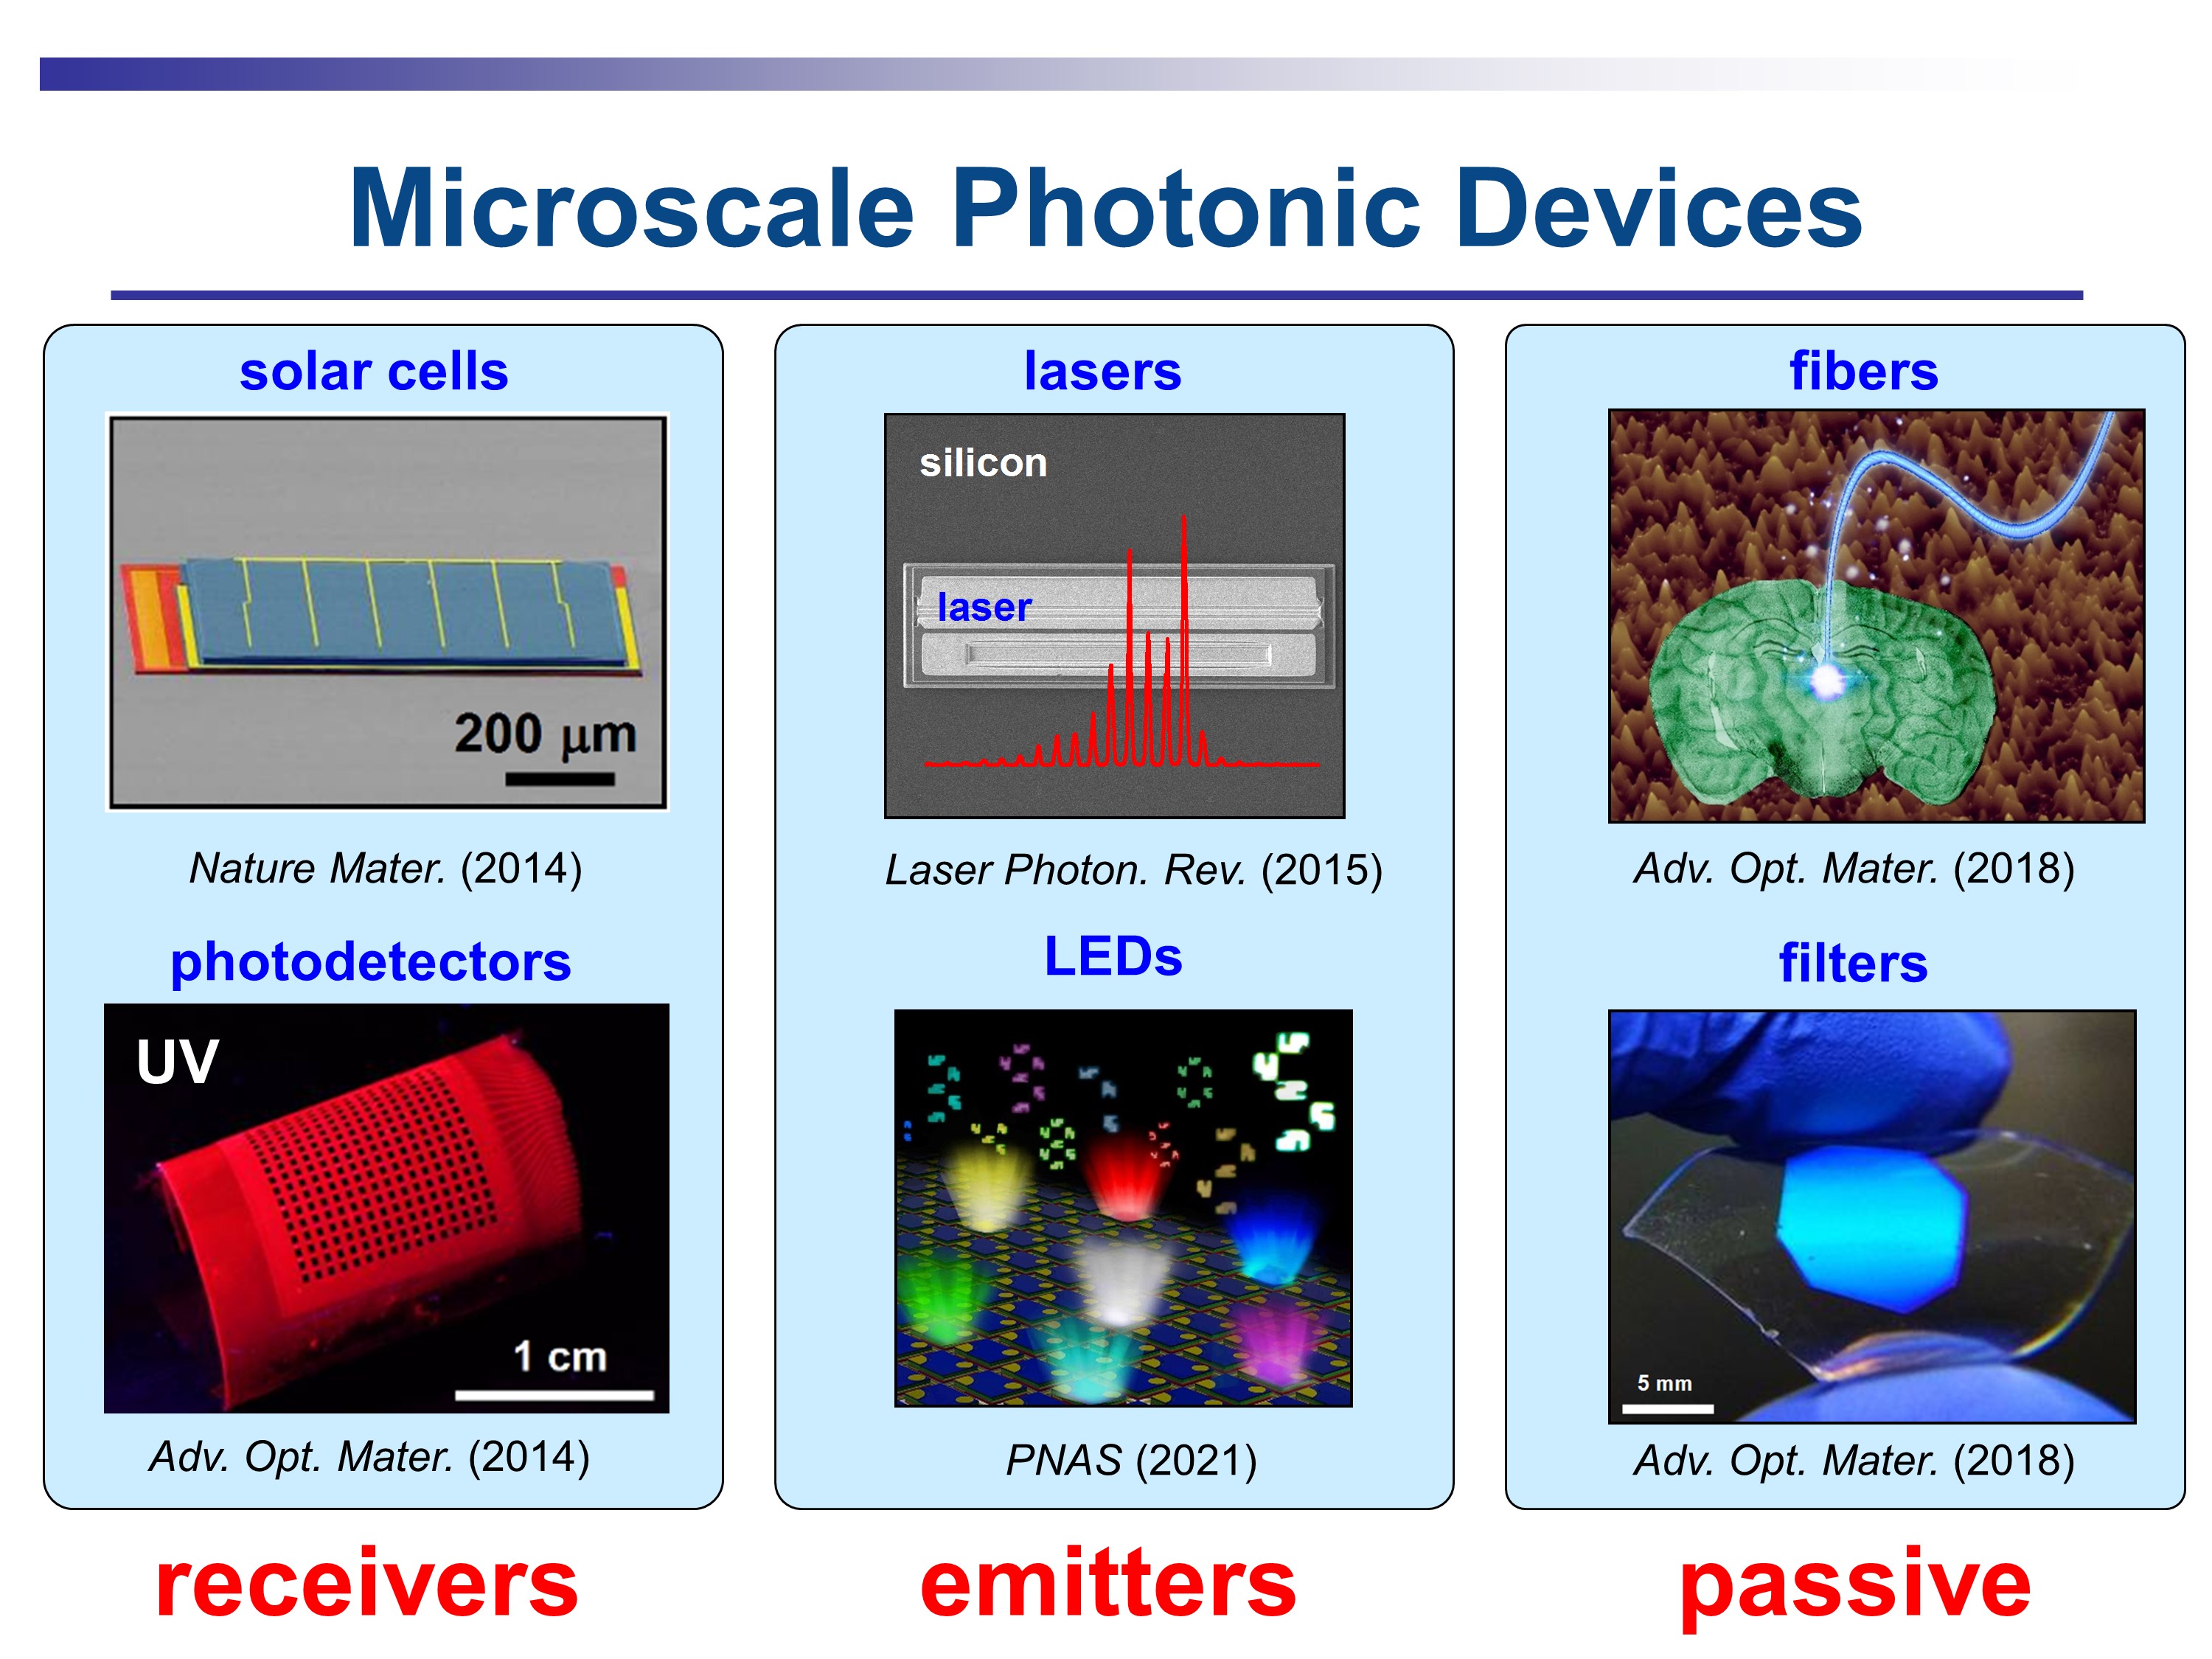 Microscale Photonic Devices
solar cells
200 μm
Nature Mater. (2014)
photodetectors
UV
1 cm
Adv. Opt. Mater. (2014)
receivers
lasers
silicon
laser
Laser Photon. Rev. (2015)
LEDs
PNAS (2021)
emitters
fibers
Adv. Opt. Mater. (2018)
filters
5 mm
Adv. Opt. Mater. (2018)
passive